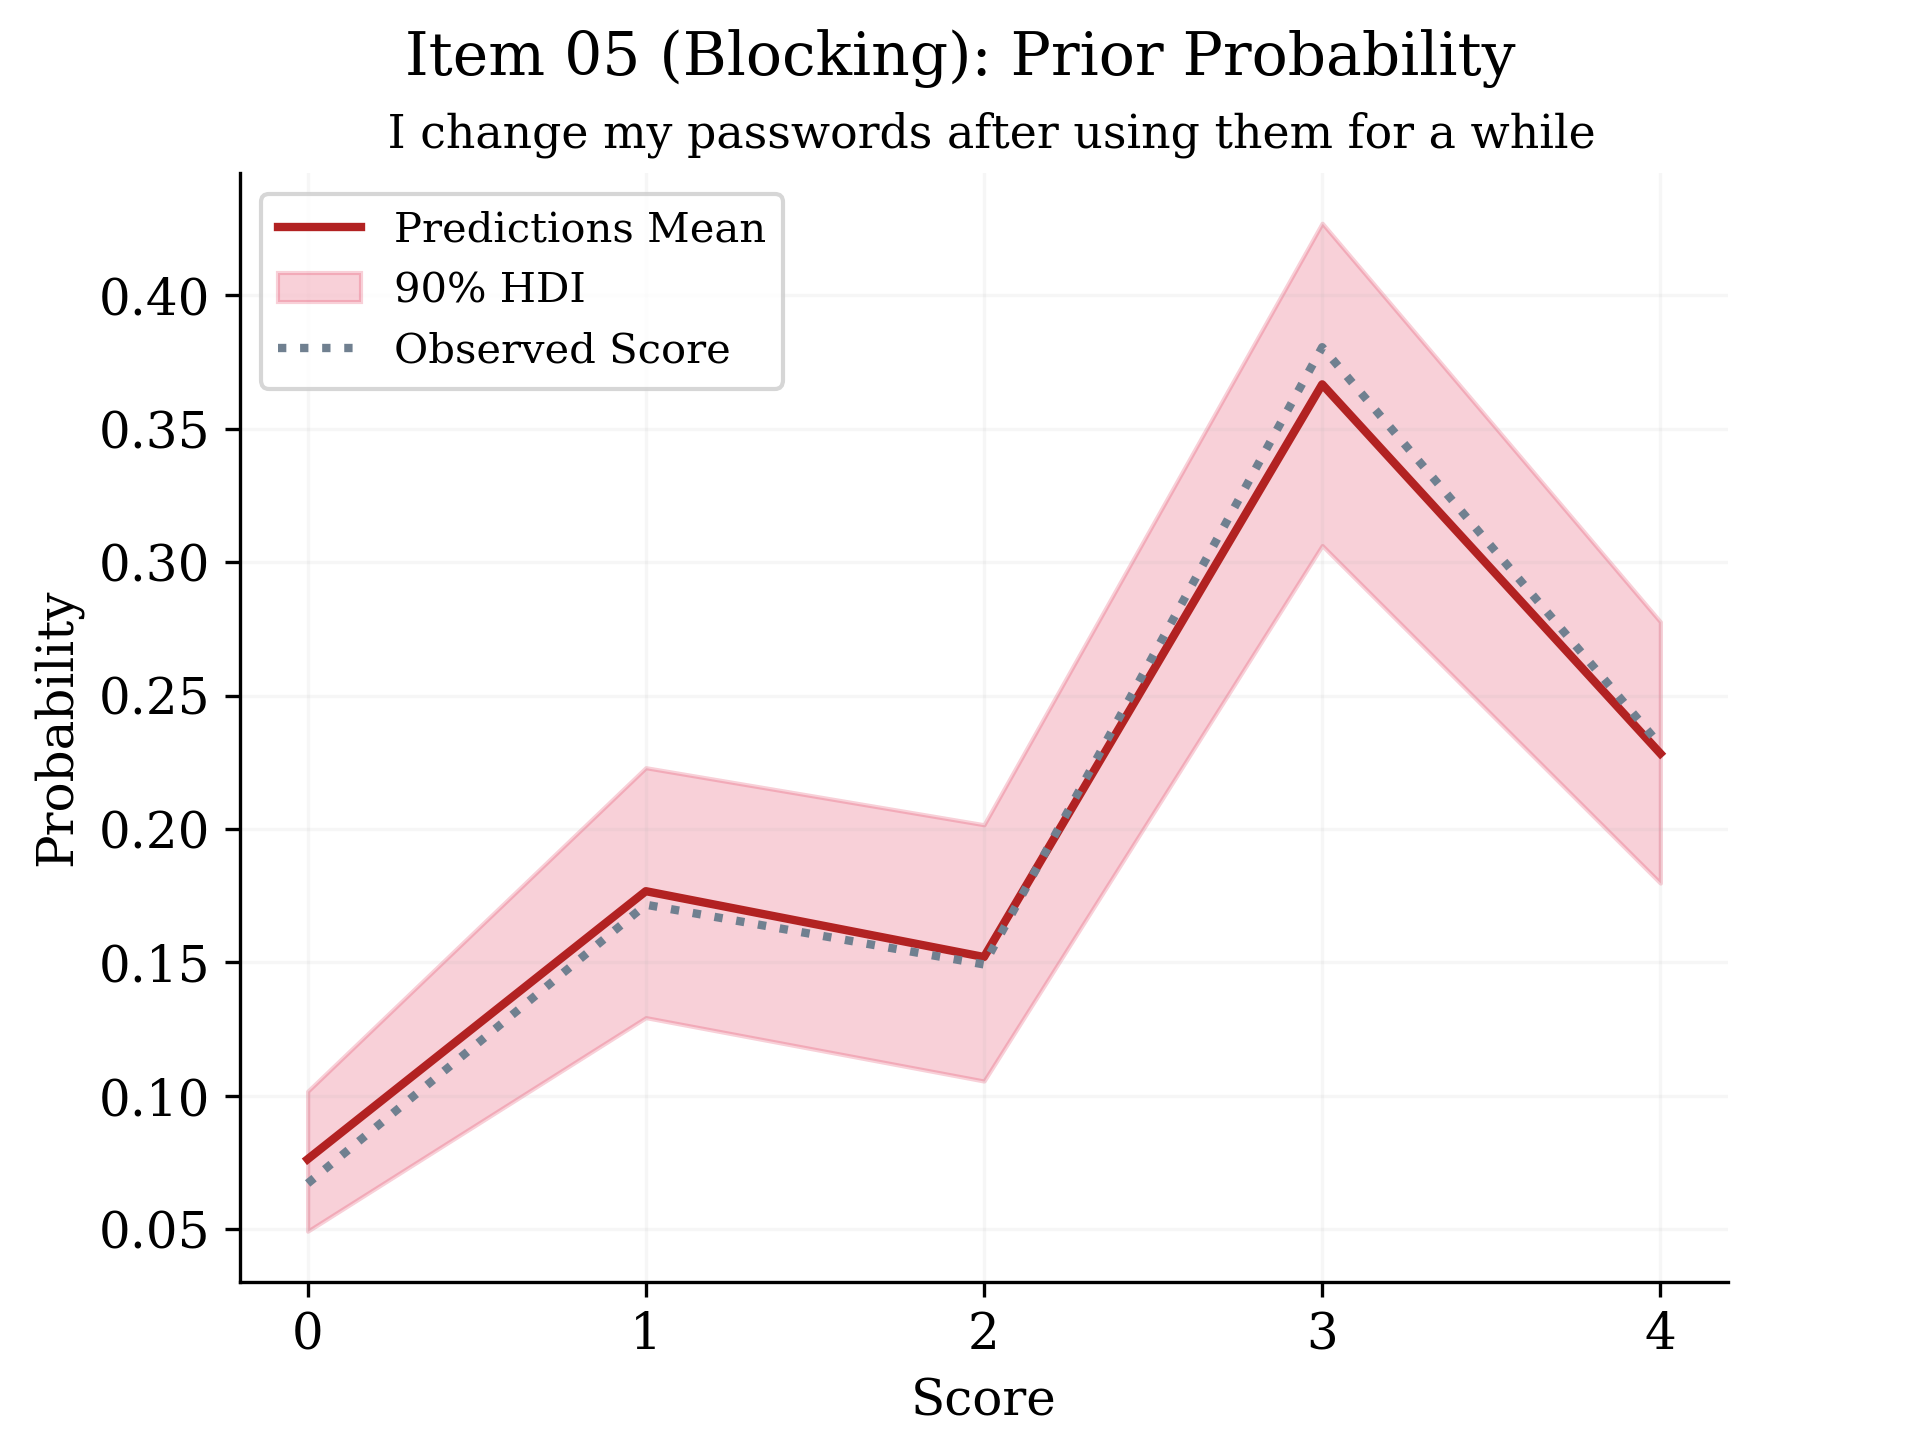 Item 05 (Blocking): Prior Probability
I change my passwords after using them for a while
Predictions Mean
90% HDI
Observed Score
0.40
0.35
0.30
0.25
0.20
0.15
0.10
0.05
Probability
0 1 2 3 4
Score